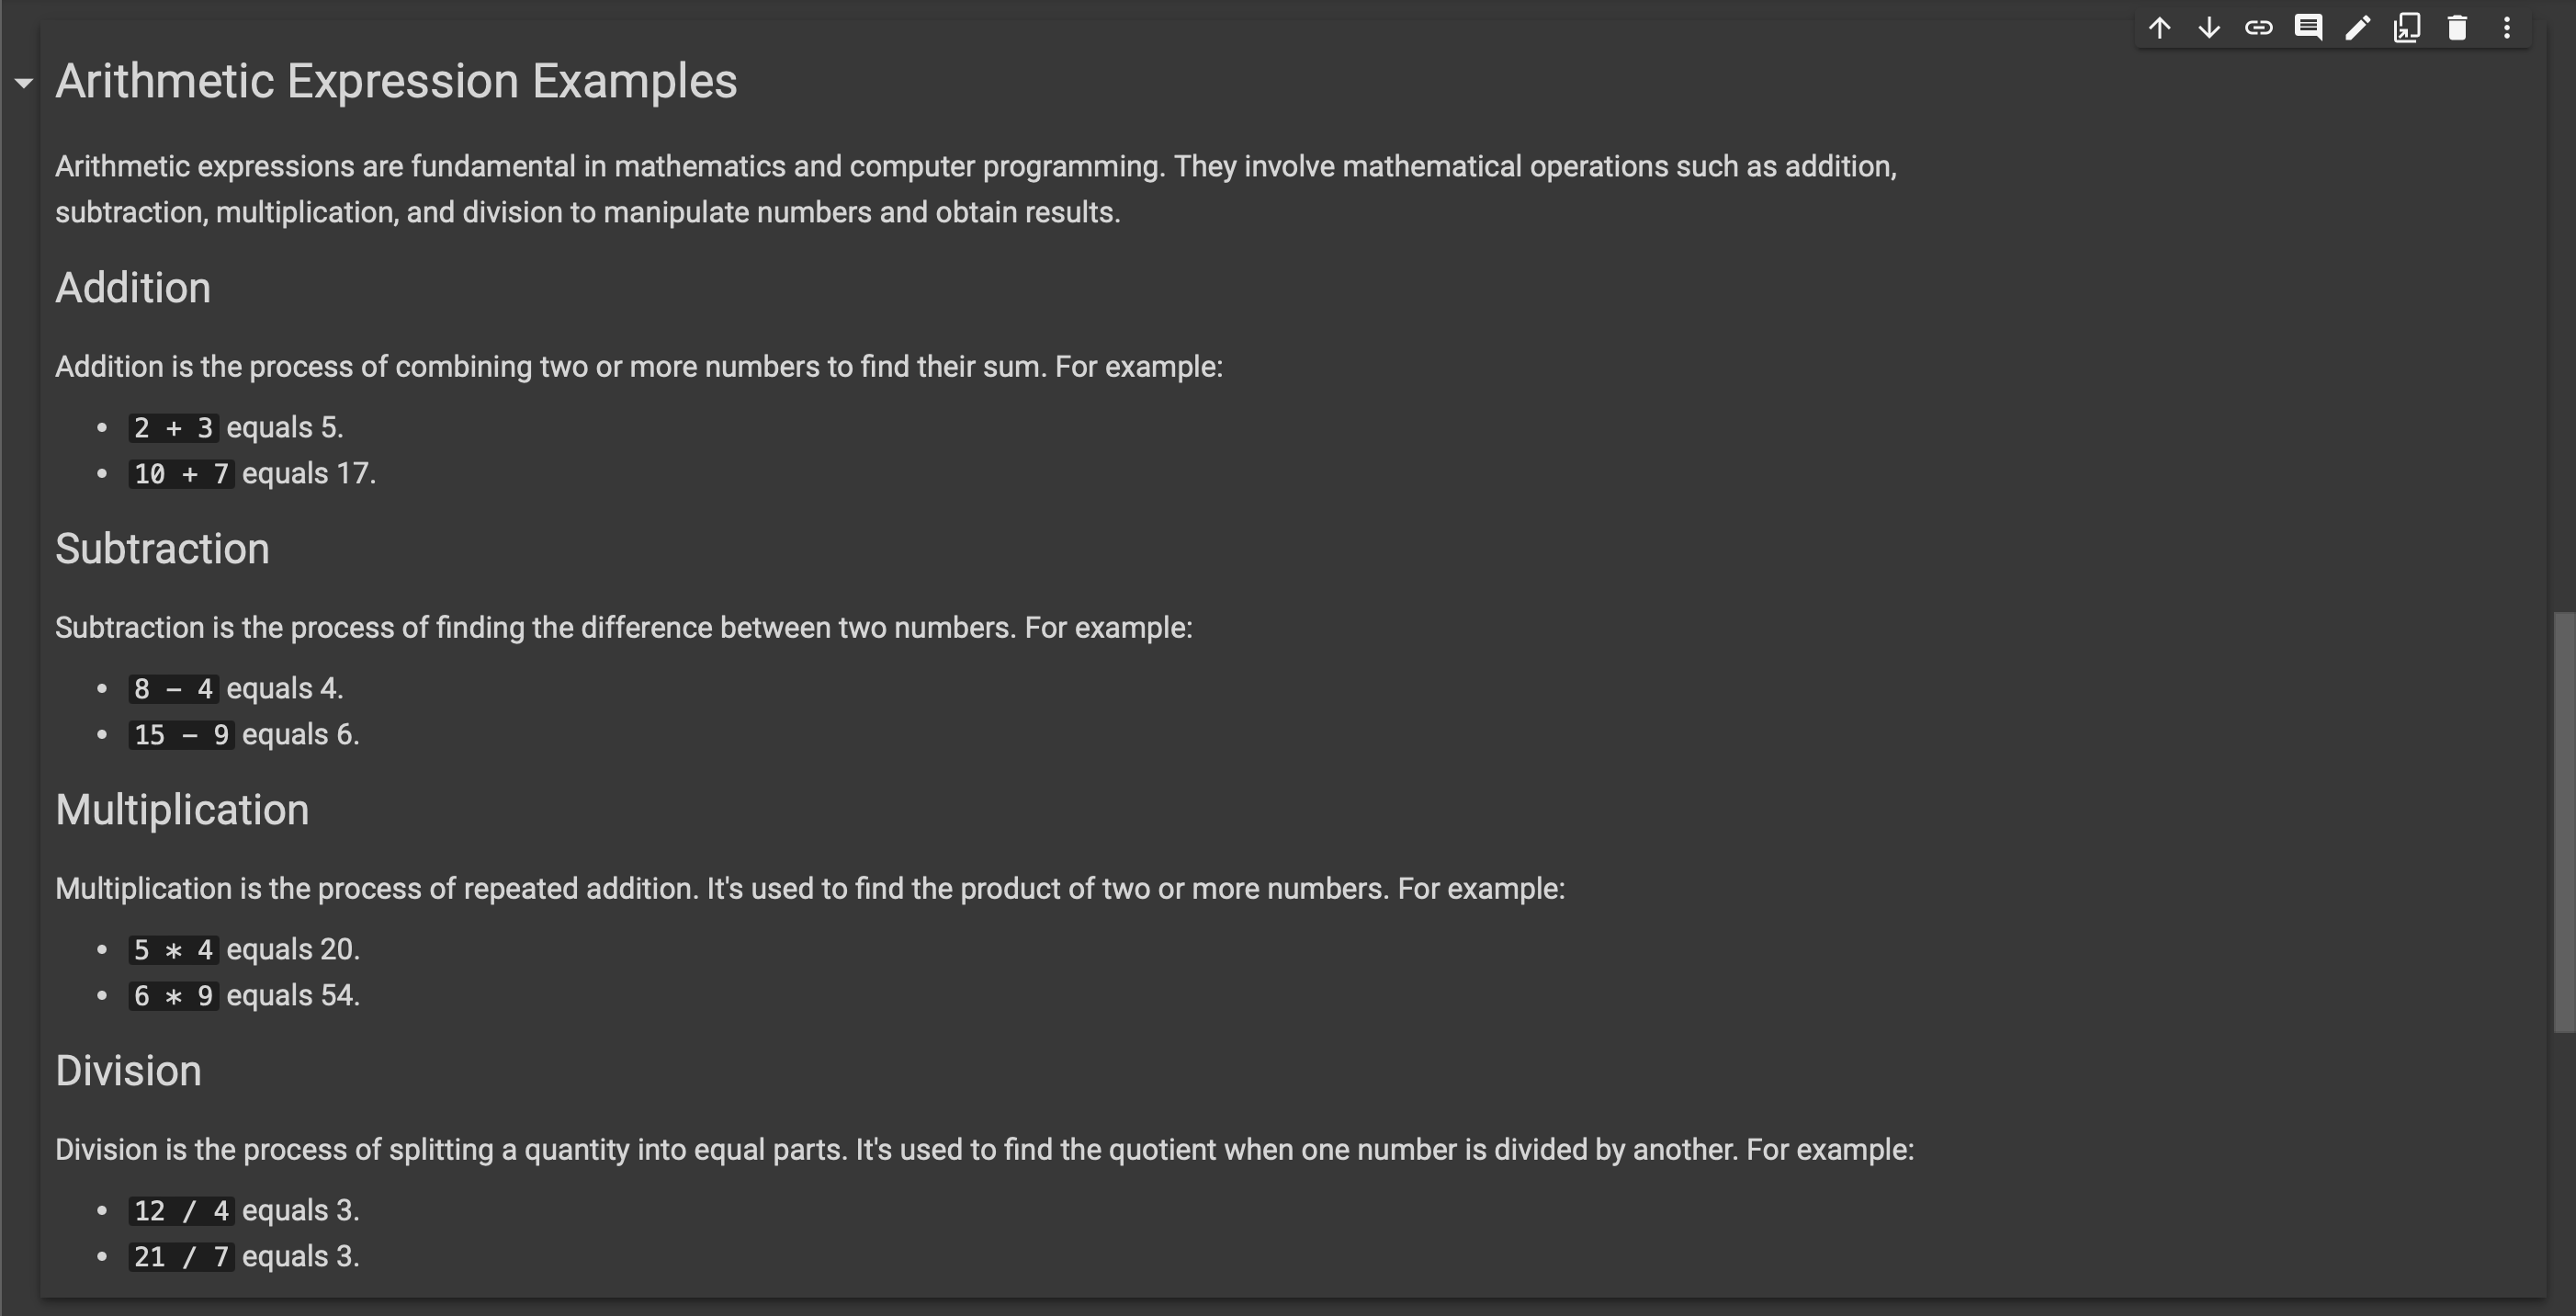 Arithmetic Expression Examples
Arithmetic expressions are fundamental in mathematics and computer programming. They involve mathematical operations such as addition,
subtraction, multiplication, and division to manipulate numbers and obtain results.
Addition
Addition is the process of combining two or more numbers to find their sum. For example:
• 2 + 3 equals 5.
• 10 + 7 equals 17.
Subtraction
Subtraction is the process of finding the difference between two numbers. For example:
• 8 - 4 equals 4.
• 15 - 9 equals 6.
Multiplication
Multiplication is the process of repeated addition. It's used to find the product of two or more numbers. For example:
• 5 * 4 equals 20.
• 6 * 9 equals 54.
Division
Division is the process of splitting a quantity into equal parts. It's used to find the quotient when one number is divided by another. For example:
• 12 / 4 equals 3.
• 21 / 7 equals 3.